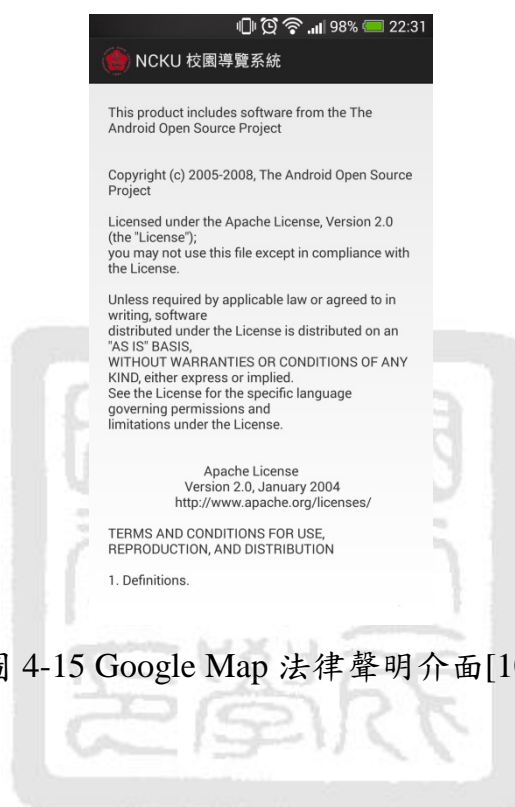 98% 22:31
NCKU 校園導覽系統
This product includes software from the The
Android Open Source Project
Copyright (c) 2005-2008, The Android Open Source
Project
Licensed under the Apache License, Version 2.0
(the "License");
you may not use this file except in compliance with
the License.
Unless required by applicable law or agreed to in
writing, software
distributed under the License is distributed on an
"AS IS" BASIS,
WITHOUT WARRANTIES OR CONDITIONS OF ANY
KIND, either express or implied.
See the License for the specific language
governing permissions and
limitations under the License.
Apache License
Version 2.0, January 2004
http://www.apache.org/licenses/
TERMS AND CONDITIONS FOR USE,
REPRODUCTION, AND DISTRIBUTION
1. Definitions.
4-15 Google Map 法律聲明介面